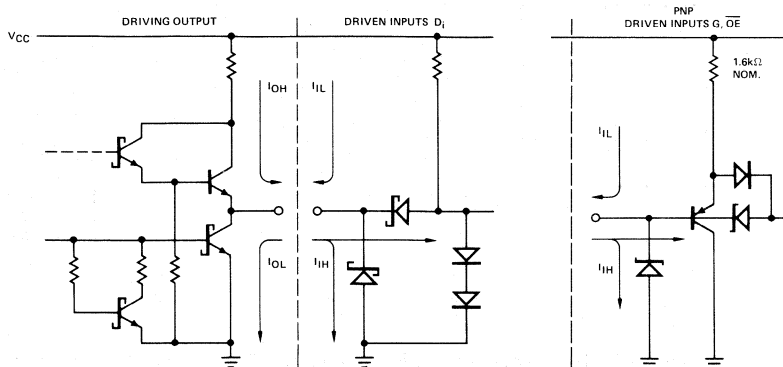 DRIVING OUTPUT
DRIVEN INPUTS Di
PNP
DRIVEN INPUTS G, O̅E̅
VCC
1.6kΩ
NOM.
IOH
IIL
IIL
IOL
IIH
IIH